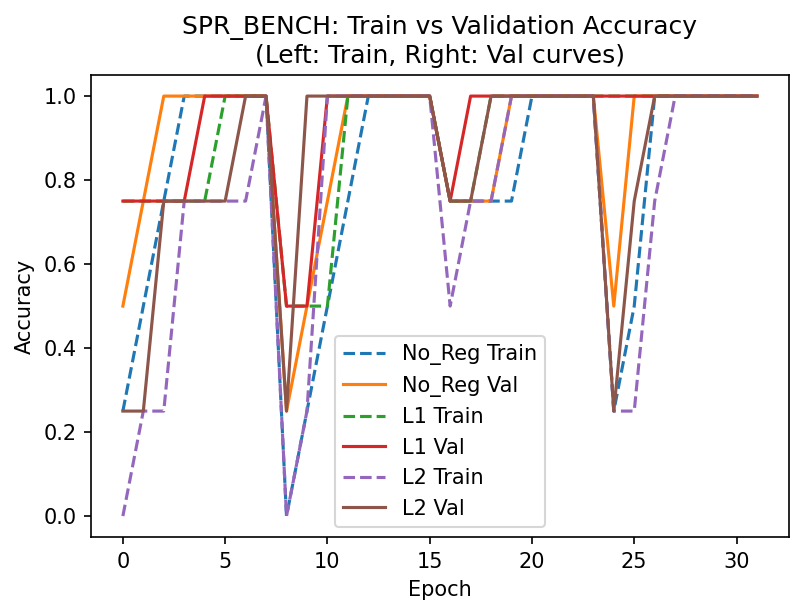 SPR_BENCH: Train vs Validation Accuracy
(Left: Train, Right: Val curves)
Accuracy
1.0
0.8
0.6
0.4
0.2
0.0
No_Reg Train
No_Reg Val
L1 Train
L1 Val
L2 Train
L2 Val
0 5 10 15 20 25 30
Epoch